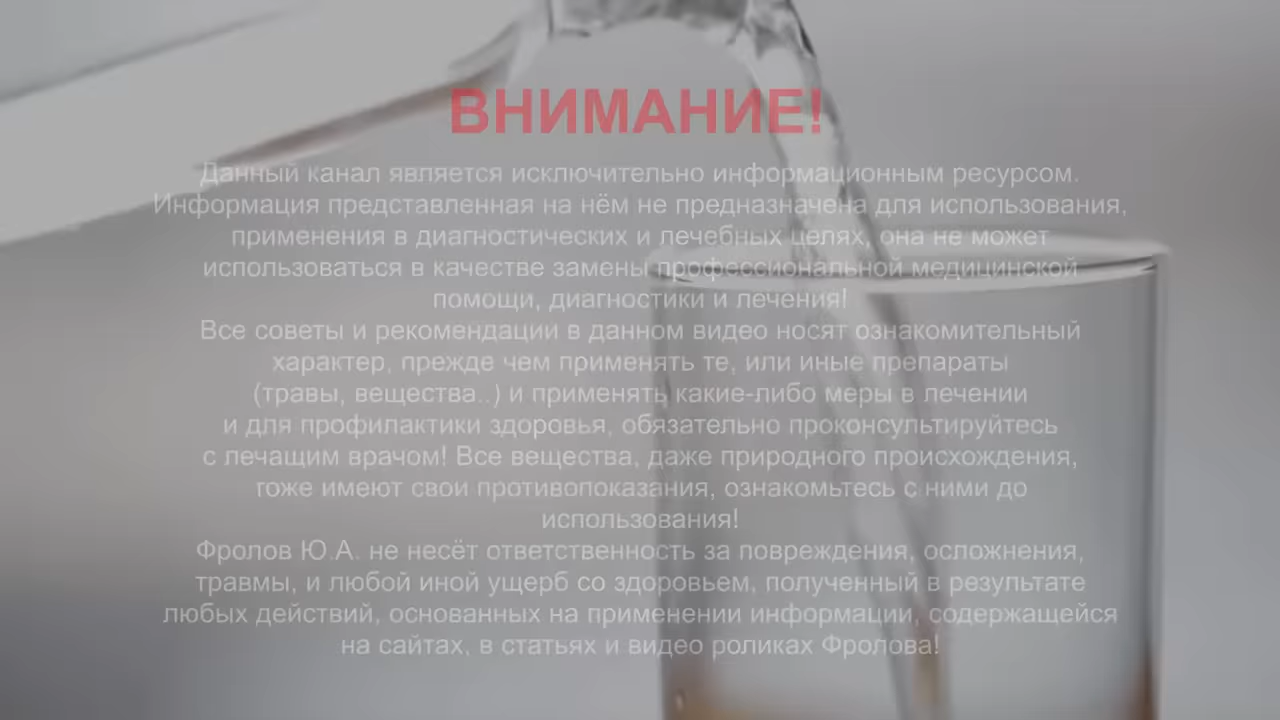 ВНИМАНИЕ!
Данный канал является исключительно информационным ресурсом.
Информация представленная на нём не предназначена для использования,
применения в диагностических и лечебных целях, она не может
использоваться в качестве замены профессиональной медицинской
помощи, диагностики и лечения!
Все советы и рекомендации в данном видео носят ознакомительный
характер, прежде чем применять те, или иные препараты
(травы, вещества..) и применять какие-либо меры в лечении
и для профилактики здоровья, обязательно проконсультируйтесь
с лечащим врачом! Все вещества, даже природного происхождения,
тоже имеют свои противопоказания, ознакомьтесь с ними до
использования!
Фролов Ю.А. не несёт ответственность за повреждения, осложнения,
травмы, и любой иной ущерб со здоровьем, полученный в результате
любых действий, основанных на применении информации, содержащейся
на сайтах, в статьях и видео роликах Фролова!